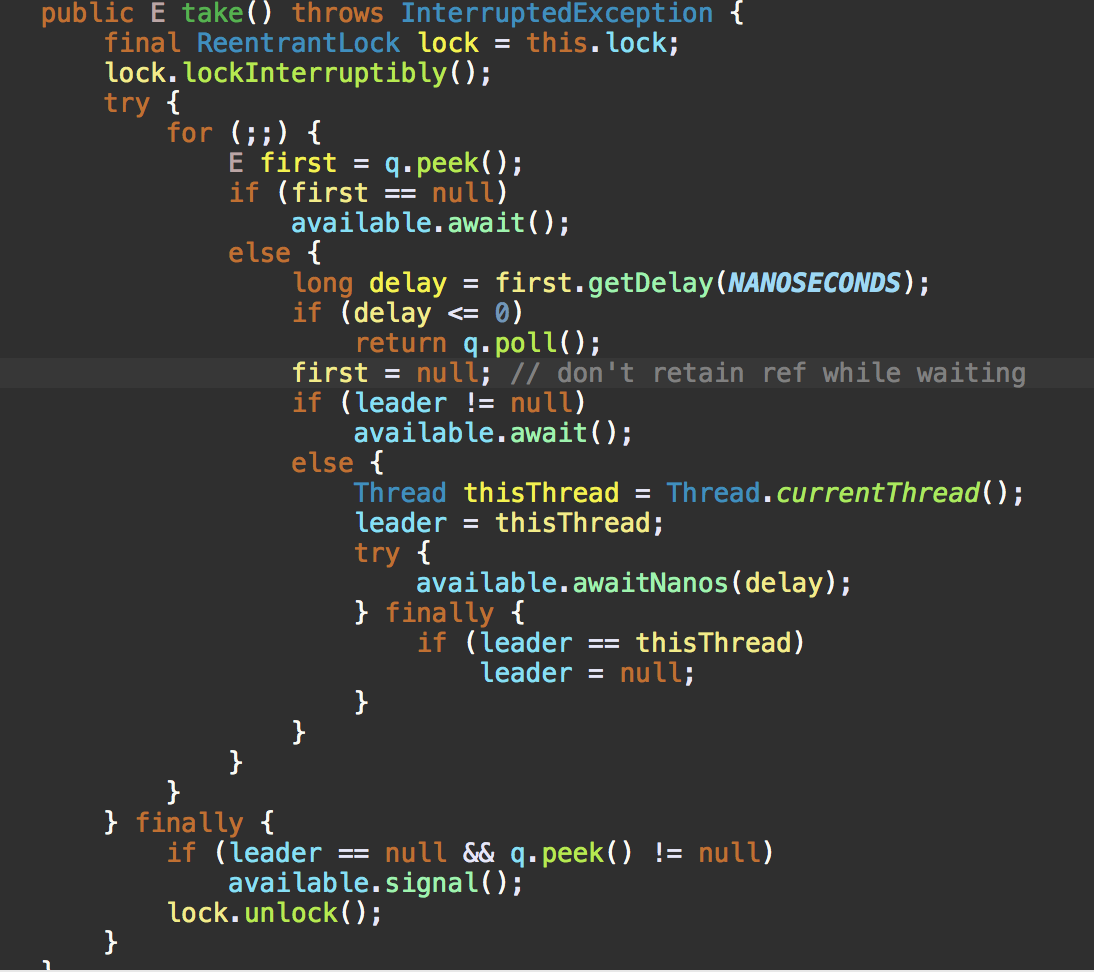 public E take() throws InterruptedException {
    final ReentrantLock lock = this.lock;
    lock.lockInterruptibly();
    try {
        for (;;) {
            E first = q.peek();
            if (first == null)
                available.await();
            else {
                long delay = first.getDelay(NANOSECONDS);
                if (delay <= 0)
                    return q.poll();
                first = null; // don't retain ref while waiting
                if (leader != null)
                    available.await();
                else {
                    Thread thisThread = Thread.currentThread();
                    leader = thisThread;
                    try {
                        available.awaitNanos(delay);
                    } finally {
                        if (leader == thisThread)
                            leader = null;
                    }
                }
            }
        }
    } finally {
        if (leader == null && q.peek() != null)
            available.signal();
        lock.unlock();
    }
}